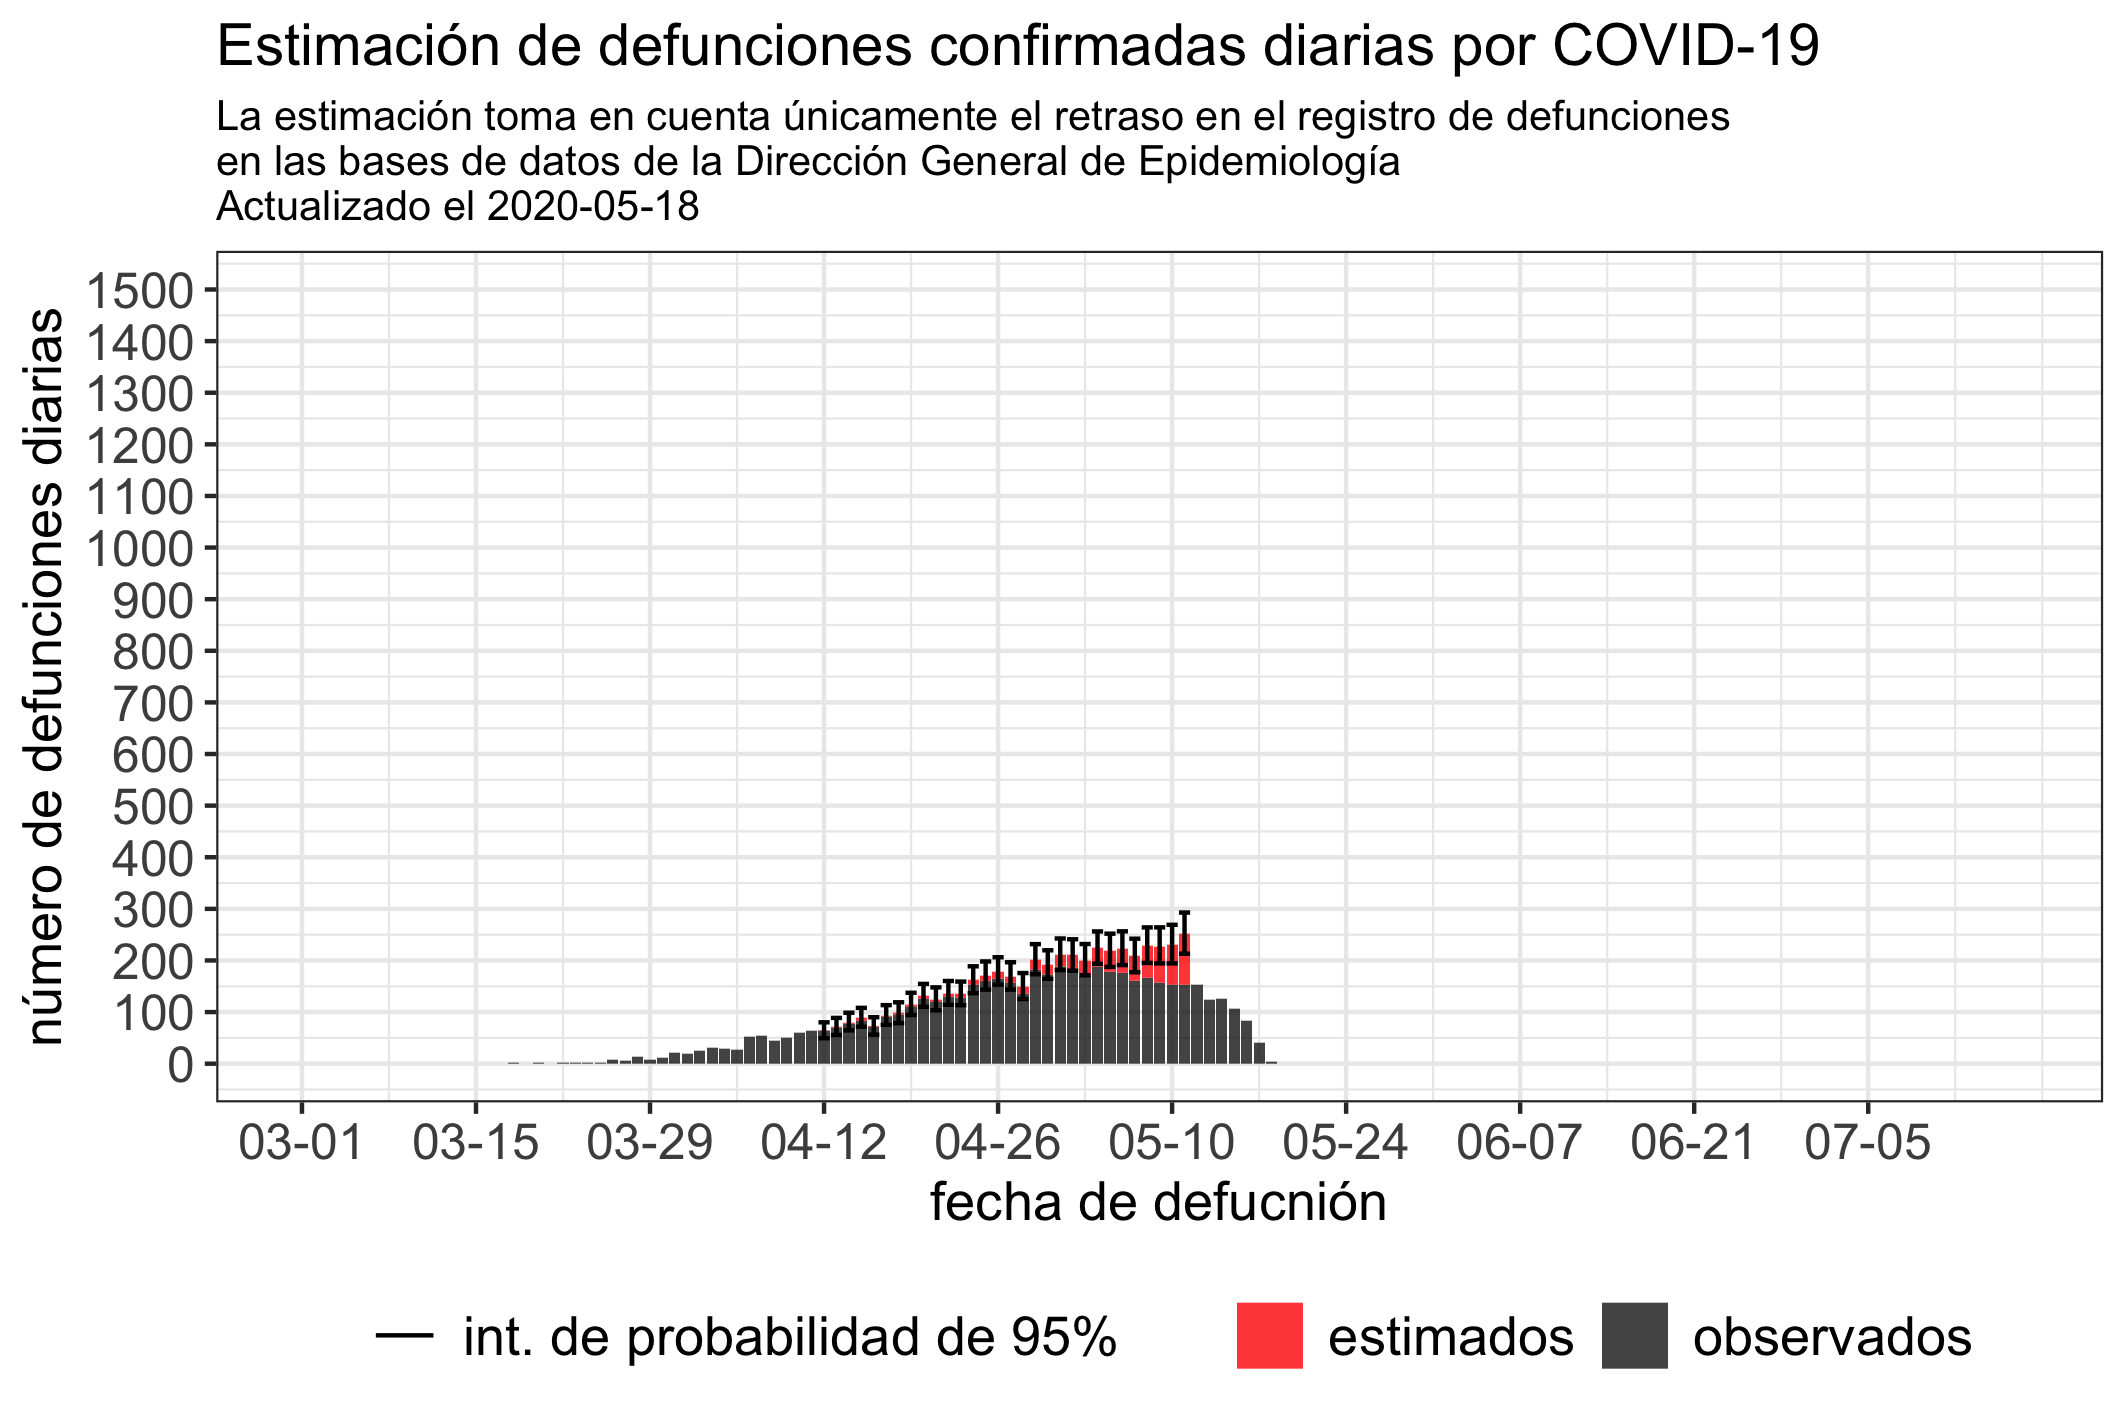 Estimación de defunciones confirmadas diarias por COVID-19
La estimación toma en cuenta únicamente el retraso en el registro de defunciones
en las bases de datos de la Dirección General de Epidemiología
Actualizado el 2020-05-18
número de defunciones diarias
1500
1400
1300
1200
1100
1000
900
800
700
600
500
400
300
200
100
0
03-01 03-15 03-29 04-12 04-26 05-10 05-24 06-07 06-21 07-05
fecha de defucnión
int. de probabilidad de 95% estimados observados